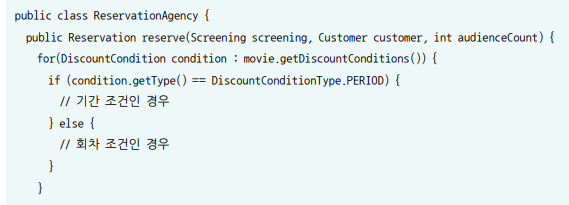 public class ReservationAgency {
  public Reservation reserve(Screening screening, Customer customer, int audienceCount) {
    for(DiscountCondition condition : movie.getDiscountConditions()) {
      if (condition.getType() == DiscountConditionType.PERIOD) {
        // 기간 조건인 경우
      } else {
        // 회차 조건인 경우
      }
    }